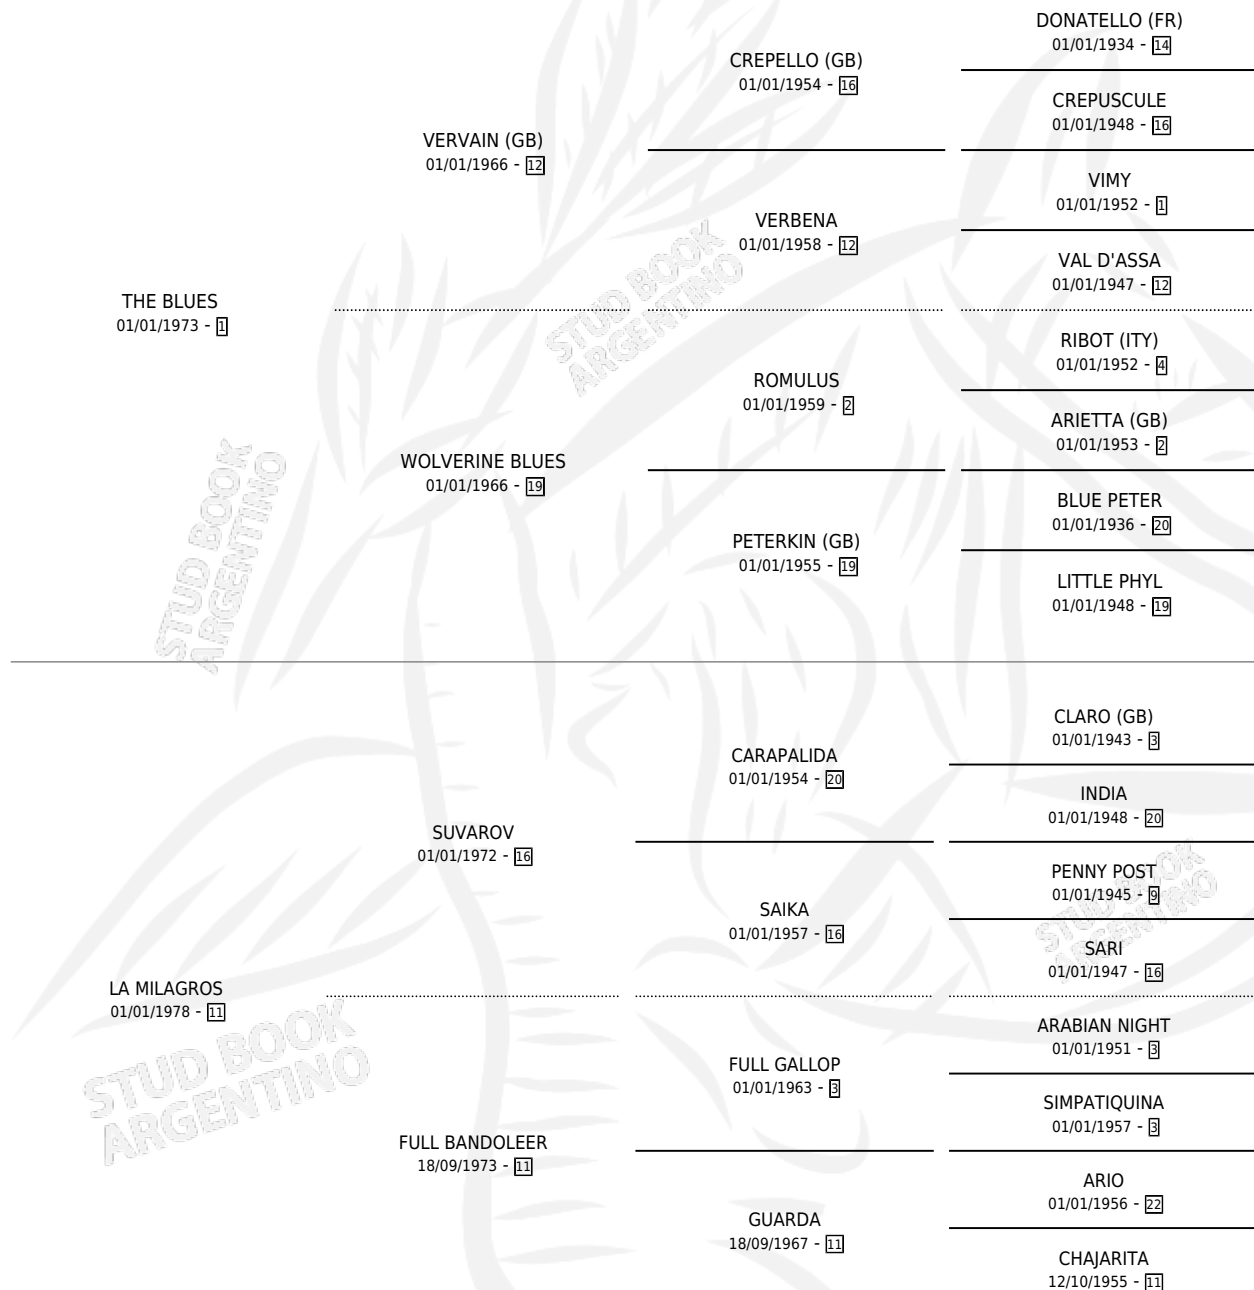 DONATELLO (FR)
01/01/1934 - 14
CREPELLO (GB)
01/01/1954 - 16
CREPUSCULE
01/01/1948 - 16
VERVAIN (GB)
01/01/1966 - 12
VIMY
01/01/1952 - 1
VERBENA
01/01/1958 - 12
VAL D'ASSA
01/01/1947 - 12
THE BLUES
01/01/1973 - 1
RIBOT (ITY)
01/01/1952 - 4
ROMULUS
01/01/1959 - 2
ARIETTA (GB)
01/01/1953 - 2
WOLVERINE BLUES
01/01/1966 - 19
BLUE PETER
01/01/1936 - 20
PETERKIN (GB)
01/01/1955 - 19
LITTLE PHYL
01/01/1948 - 19
CLARO (GB)
01/01/1943 - 3
CARAPALIDA
01/01/1954 - 20
INDIA
01/01/1948 - 20
SUVAROV
01/01/1972 - 16
PENNY POST
01/01/1945 - 9
SAIKA
01/01/1957 - 16
SARI
01/01/1947 - 16
LA MILAGROS
01/01/1978 - 11
ARABIAN NIGHT
01/01/1951 - 3
FULL GALLOP
01/01/1963 - 3
SIMPATIQUINA
01/01/1957 - 3
FULL BANDOLEER
18/09/1973 - 11
ARIO
01/01/1956 - 22
GUARDA
18/09/1967 - 11
CHAJARITA
12/10/1955 - 11
STUD BOOK
ARGENTINO
STUD BOOK
ARGENTINO
STUD BOOK
ARGENTINO
STUD BOOK
ARGENTINO